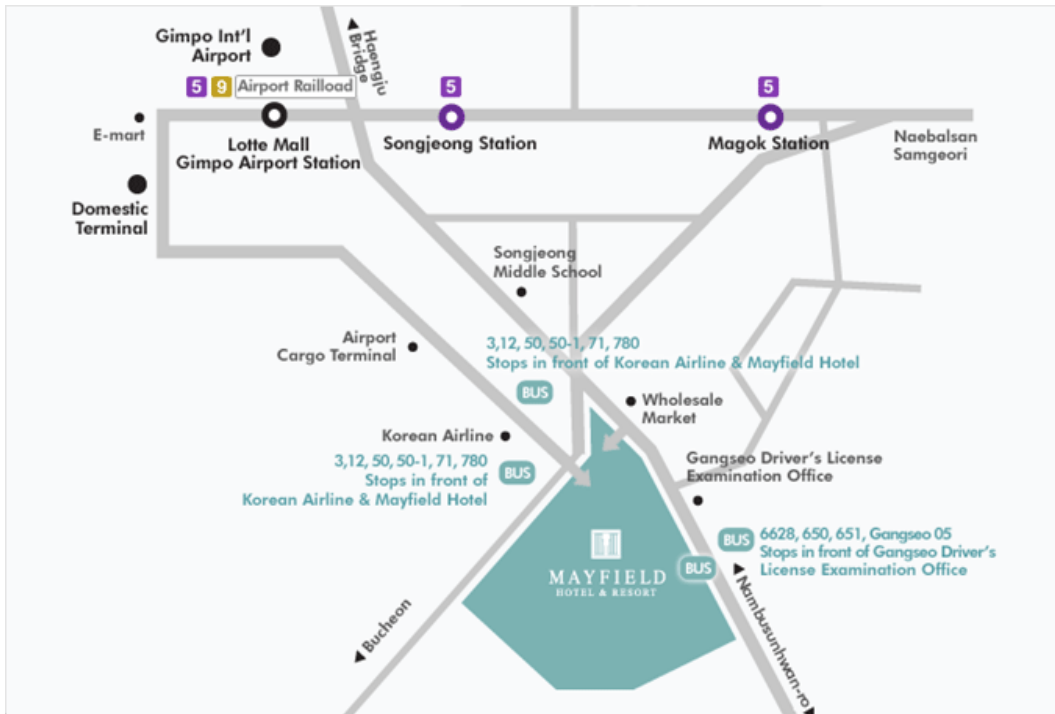 Gimpo Int'l
Airport
Haengju
Bridge
5 9 Airport Railload
5
5
E-mart
Lotte Mall
Gimpo Airport Station
Songjeong Station
Magok Station
Naebalsan
Samgeori
Domestic
Terminal
Songjeong
Middle School
Airport
Cargo Terminal
3,12, 50, 50-1, 71, 780
Stops in front of Korean Airline & Mayfield Hotel
BUS
Wholesale
Market
Korean Airline
3,12, 50, 50-1, 71, 780
Stops in front of
Korean Airline & Mayfield Hotel
BUS
Gangseo Driver's License
Examination Office
BUS
6628, 650, 651, Gangseo 05
Stops in front of Gangseo Driver's
License Examination Office
BUS
MAYFIELD
HOTEL & RESORT
Bucheon
Nambusunhwan-ro